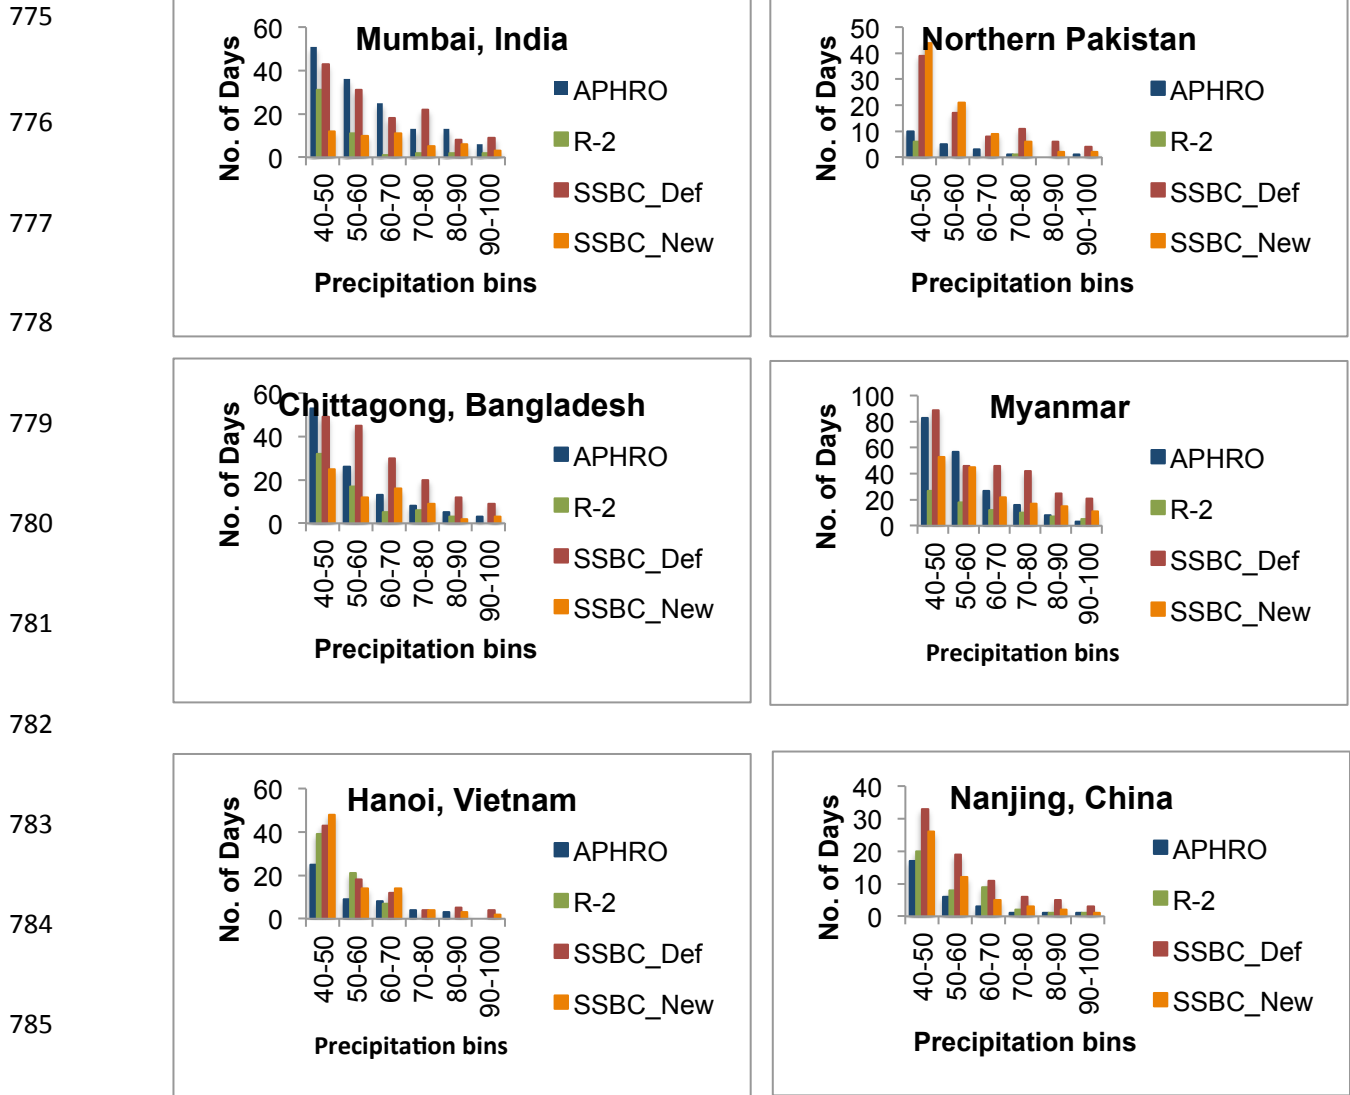 775
776
777
778
779
780
781
782
783
784
785
Mumbai, India
No. of Days
60
40
20
0
40-50
50-60
60-70
70-80
80-90
90-100
Precipitation bins
APHRO
R-2
SSBC_Def
SSBC_New
Northern Pakistan
No. of Days
50
40
30
20
10
0
40-50
50-60
60-70
70-80
80-90
90-100
Precipitation bins
APHRO
R-2
SSBC_Def
SSBC_New
Chittagong, Bangladesh
No. of Days
60
40
20
0
40-50
50-60
60-70
70-80
80-90
90-100
Precipitation bins
APHRO
R-2
SSBC_Def
SSBC_New
Myanmar
No. of Days
100
80
60
40
20
0
40-50
50-60
60-70
70-80
80-90
90-100
Precipitation bins
APHRO
R-2
SSBC_Def
SSBC_New
Hanoi, Vietnam
No. of Days
60
40
20
0
40-50
50-60
60-70
70-80
80-90
90-100
Precipitation bins
APHRO
R-2
SSBC_Def
SSBC_New
Nanjing, China
No. of Days
40
30
20
10
0
40-50
50-60
60-70
70-80
80-90
90-100
Precipitation bins
APHRO
R-2
SSBC_Def
SSBC_New